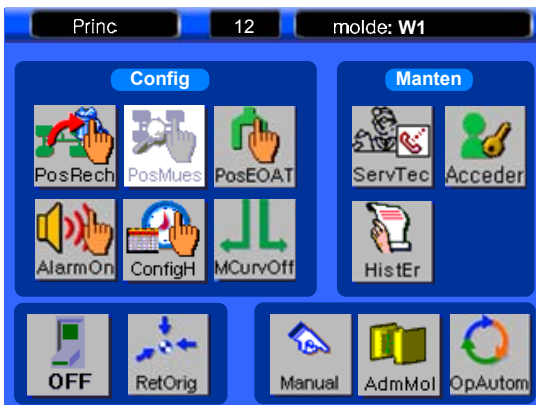 Princ 12 molde: W1
Config Manten
PosRech PosMues PosEOAT ServTec Acceder
AlarmOn ConfigH MCurvOff HistEr
OFF RetOrig Manual AdmMol OpAutom